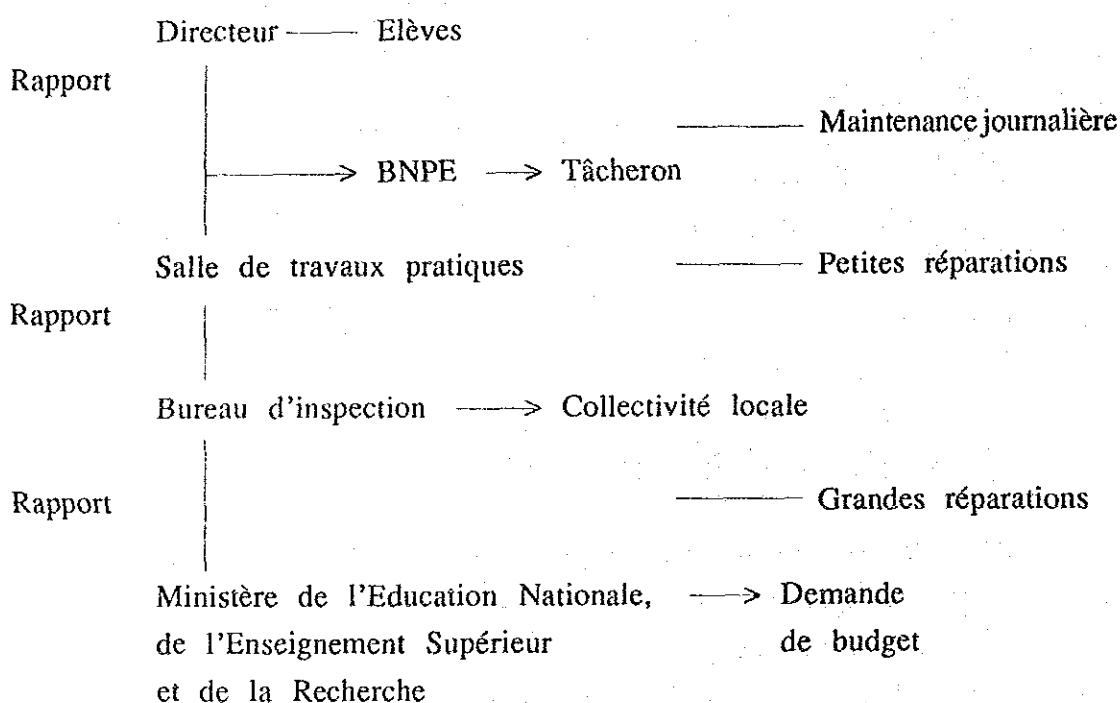 Directeur — Elèves
Rapport
— Maintenance journalière
→ BNPE → Tâcheron
Salle de travaux pratiques — Petites réparations
Rapport
Bureau d'inspection → Collectivité locale
Rapport — Grandes réparations
Ministère de l'Education Nationale, → Demande
de l'Enseignement Supérieur de budget
et de la Recherche